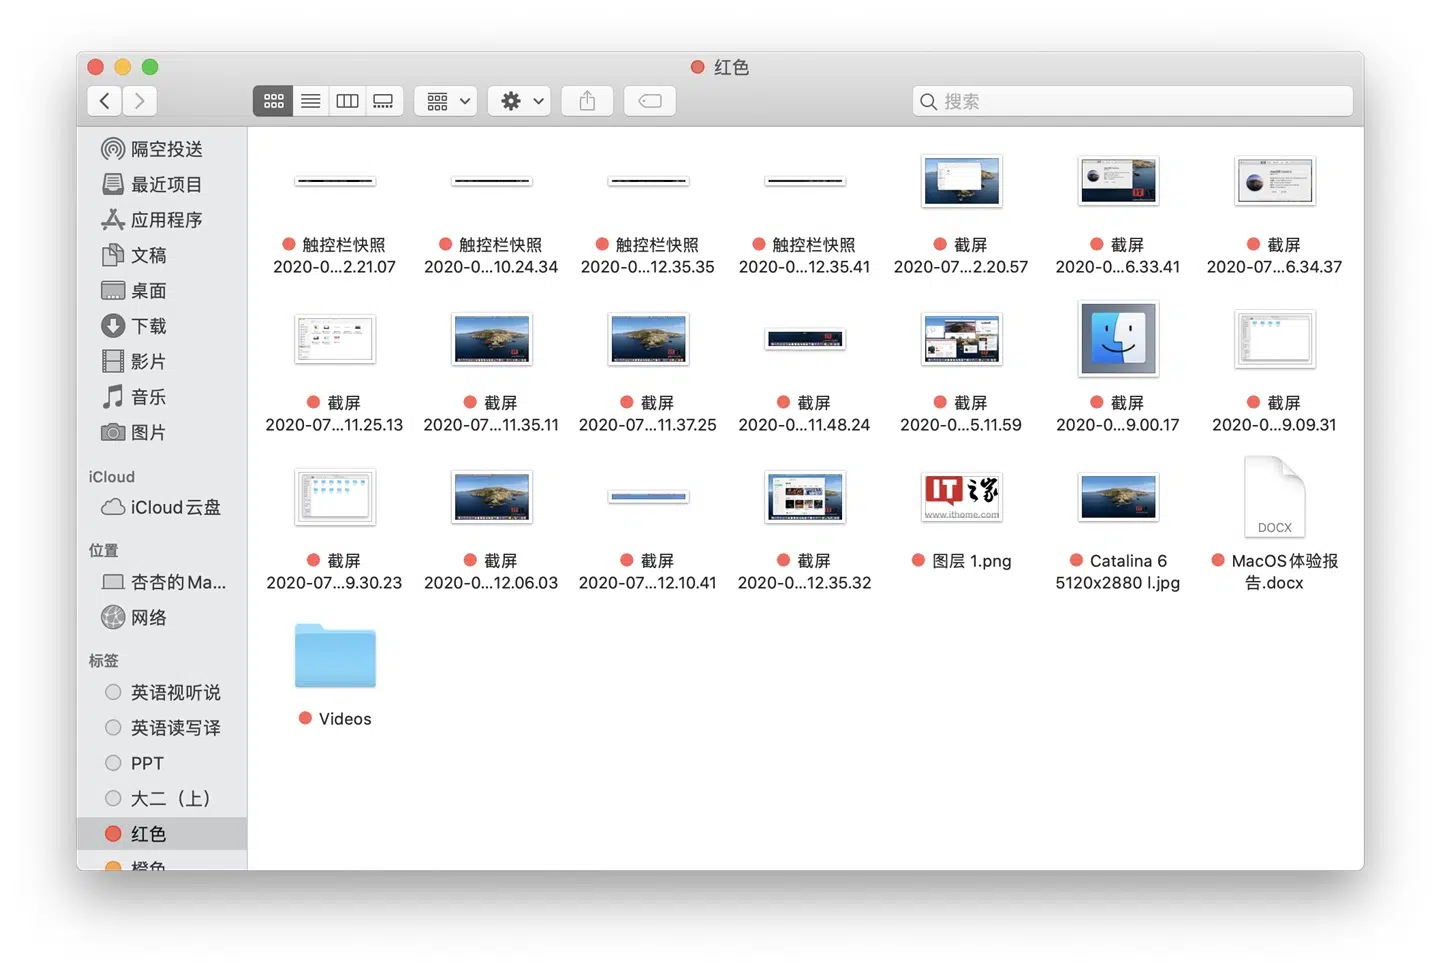 红色
搜索
隔空投送
最近项目
应用程序
文稿
桌面
下载
影片
音乐
图片
iCloud
iCloud云盘
位置
杏杏的Ma...
网络
标签
英语视听说
英语读写译
PPT
大二（上）
红色
橙色
触控栏快照
2020-0...2.21.07
触控栏快照
2020-0...10.24.34
触控栏快照
2020-0...12.35.35
触控栏快照
2020-0...12.35.41
截屏
2020-07...2.20.57
截屏
2020-0...6.33.41
截屏
2020-07...6.34.37
截屏
2020-07...11.25.13
截屏
2020-07...11.35.11
截屏
2020-07...11.37.25
截屏
2020-0...11.48.24
截屏
2020-0...5.11.59
截屏
2020-0...9.00.17
截屏
2020-0...9.09.31
截屏
2020-07...9.30.23
截屏
2020-0...12.06.03
截屏
2020-07...12.10.41
截屏
2020-0...12.35.32
IT之家
www.ithome.com
图层 1.png
Catalina 6
5120x2880 l.jpg
DOCX
MacOS体验报
告.docx
Videos